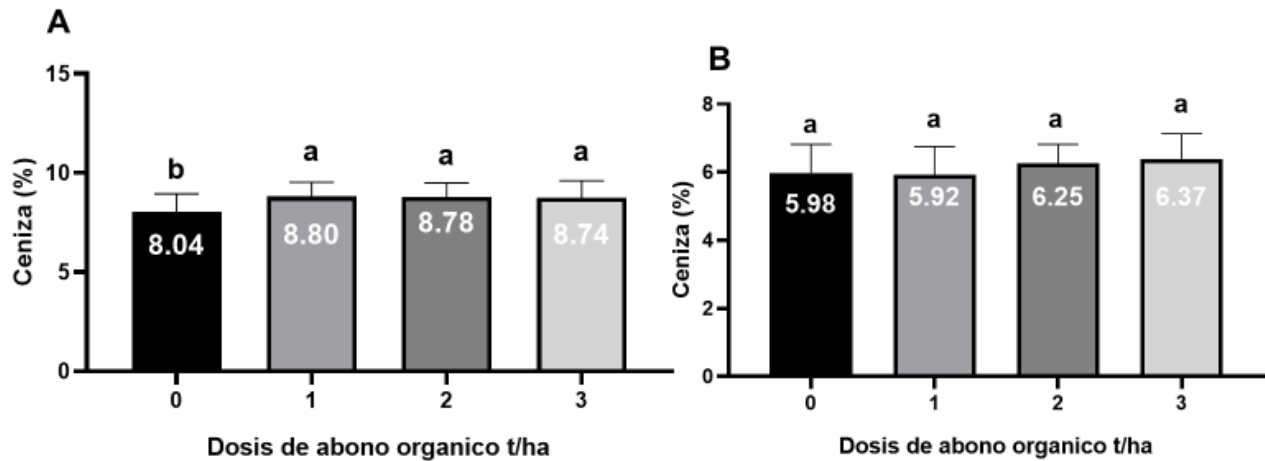 A
Ceniza (%)
15
10
5
0
b
a
a
a
8.04
8.80
8.78
8.74
0
1
2
3
Dosis de abono organico t/ha
B
Ceniza (%)
8
6
4
2
0
a
a
a
a
5.98
5.92
6.25
6.37
0
1
2
3
Dosis de abono organico t/ha